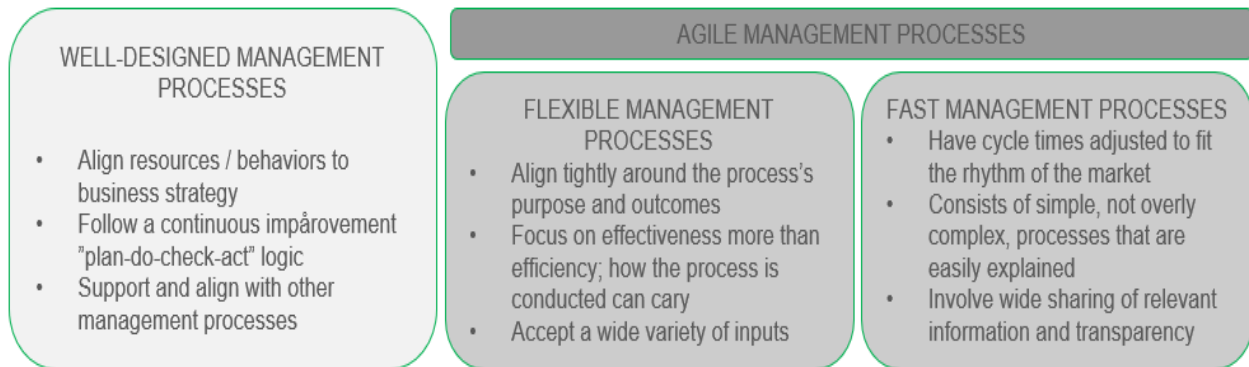 WELL-DESIGNED MANAGEMENT
PROCESSES
• Align resources / behaviors to
business strategy
• Follow a continuous impårovement
”plan-do-check-act” logic
• Support and align with other
management processes
AGILE MANAGEMENT PROCESSES
FLEXIBLE MANAGEMENT
PROCESSES
• Align tightly around the process’s
purpose and outcomes
• Focus on effectiveness more than
efficiency; how the process is
conducted can cary
• Accept a wide variety of inputs
FAST MANAGEMENT PROCESSES
• Have cycle times adjusted to fit
the rhythm of the market
• Consists of simple, not overly
complex, processes that are
easily explained
• Involve wide sharing of relevant
information and transparency